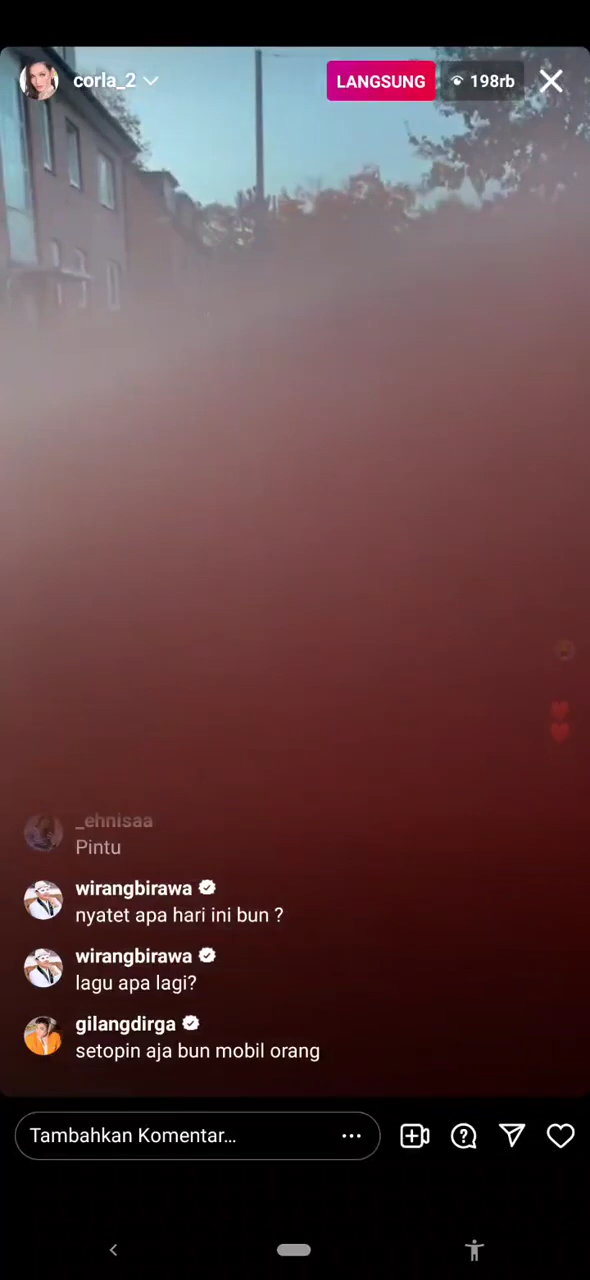 corla_2
LANGSUNG
198rb
_ehnisaa
Pintu
wirangbirawa
nyatet apa hari ini bun ?
wirangbirawa
lagu apa lagi?
gilangdirga
setopin aja bun mobil orang
Tambahkan Komentar...